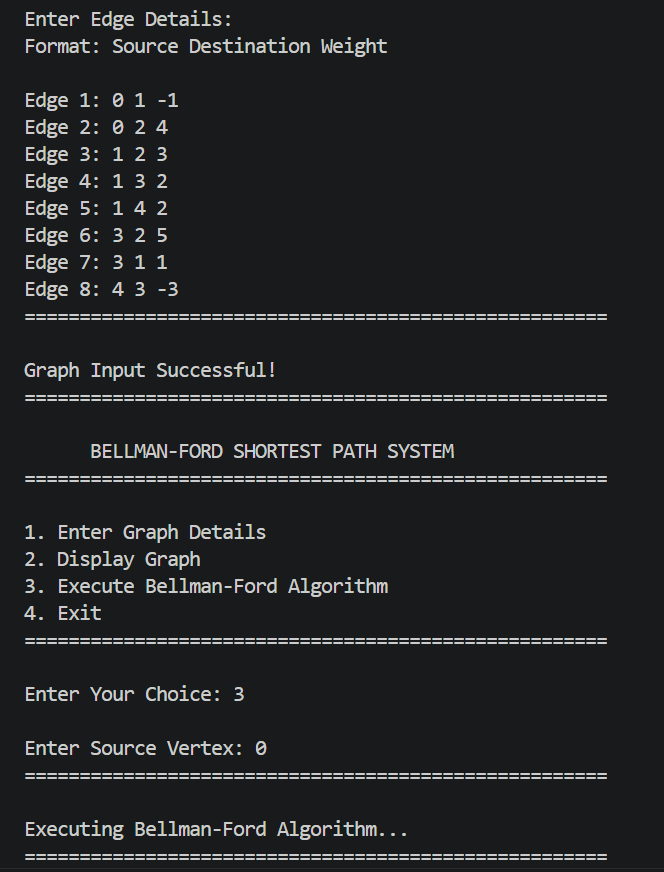 Enter Edge Details:
Format: Source Destination Weight
Edge 1: 0 1 -1
Edge 2: 0 2 4
Edge 3: 1 2 3
Edge 4: 1 3 2
Edge 5: 1 4 2
Edge 6: 3 2 5
Edge 7: 3 1 1
Edge 8: 4 3 -3
=====================================================
Graph Input Successful!
=====================================================
BELLMAN-FORD SHORTEST PATH SYSTEM
=====================================================
1. Enter Graph Details
2. Display Graph
3. Execute Bellman-Ford Algorithm
4. Exit
=====================================================
Enter Your Choice: 3
Enter Source Vertex: 0
=====================================================
Executing Bellman-Ford Algorithm...
=====================================================